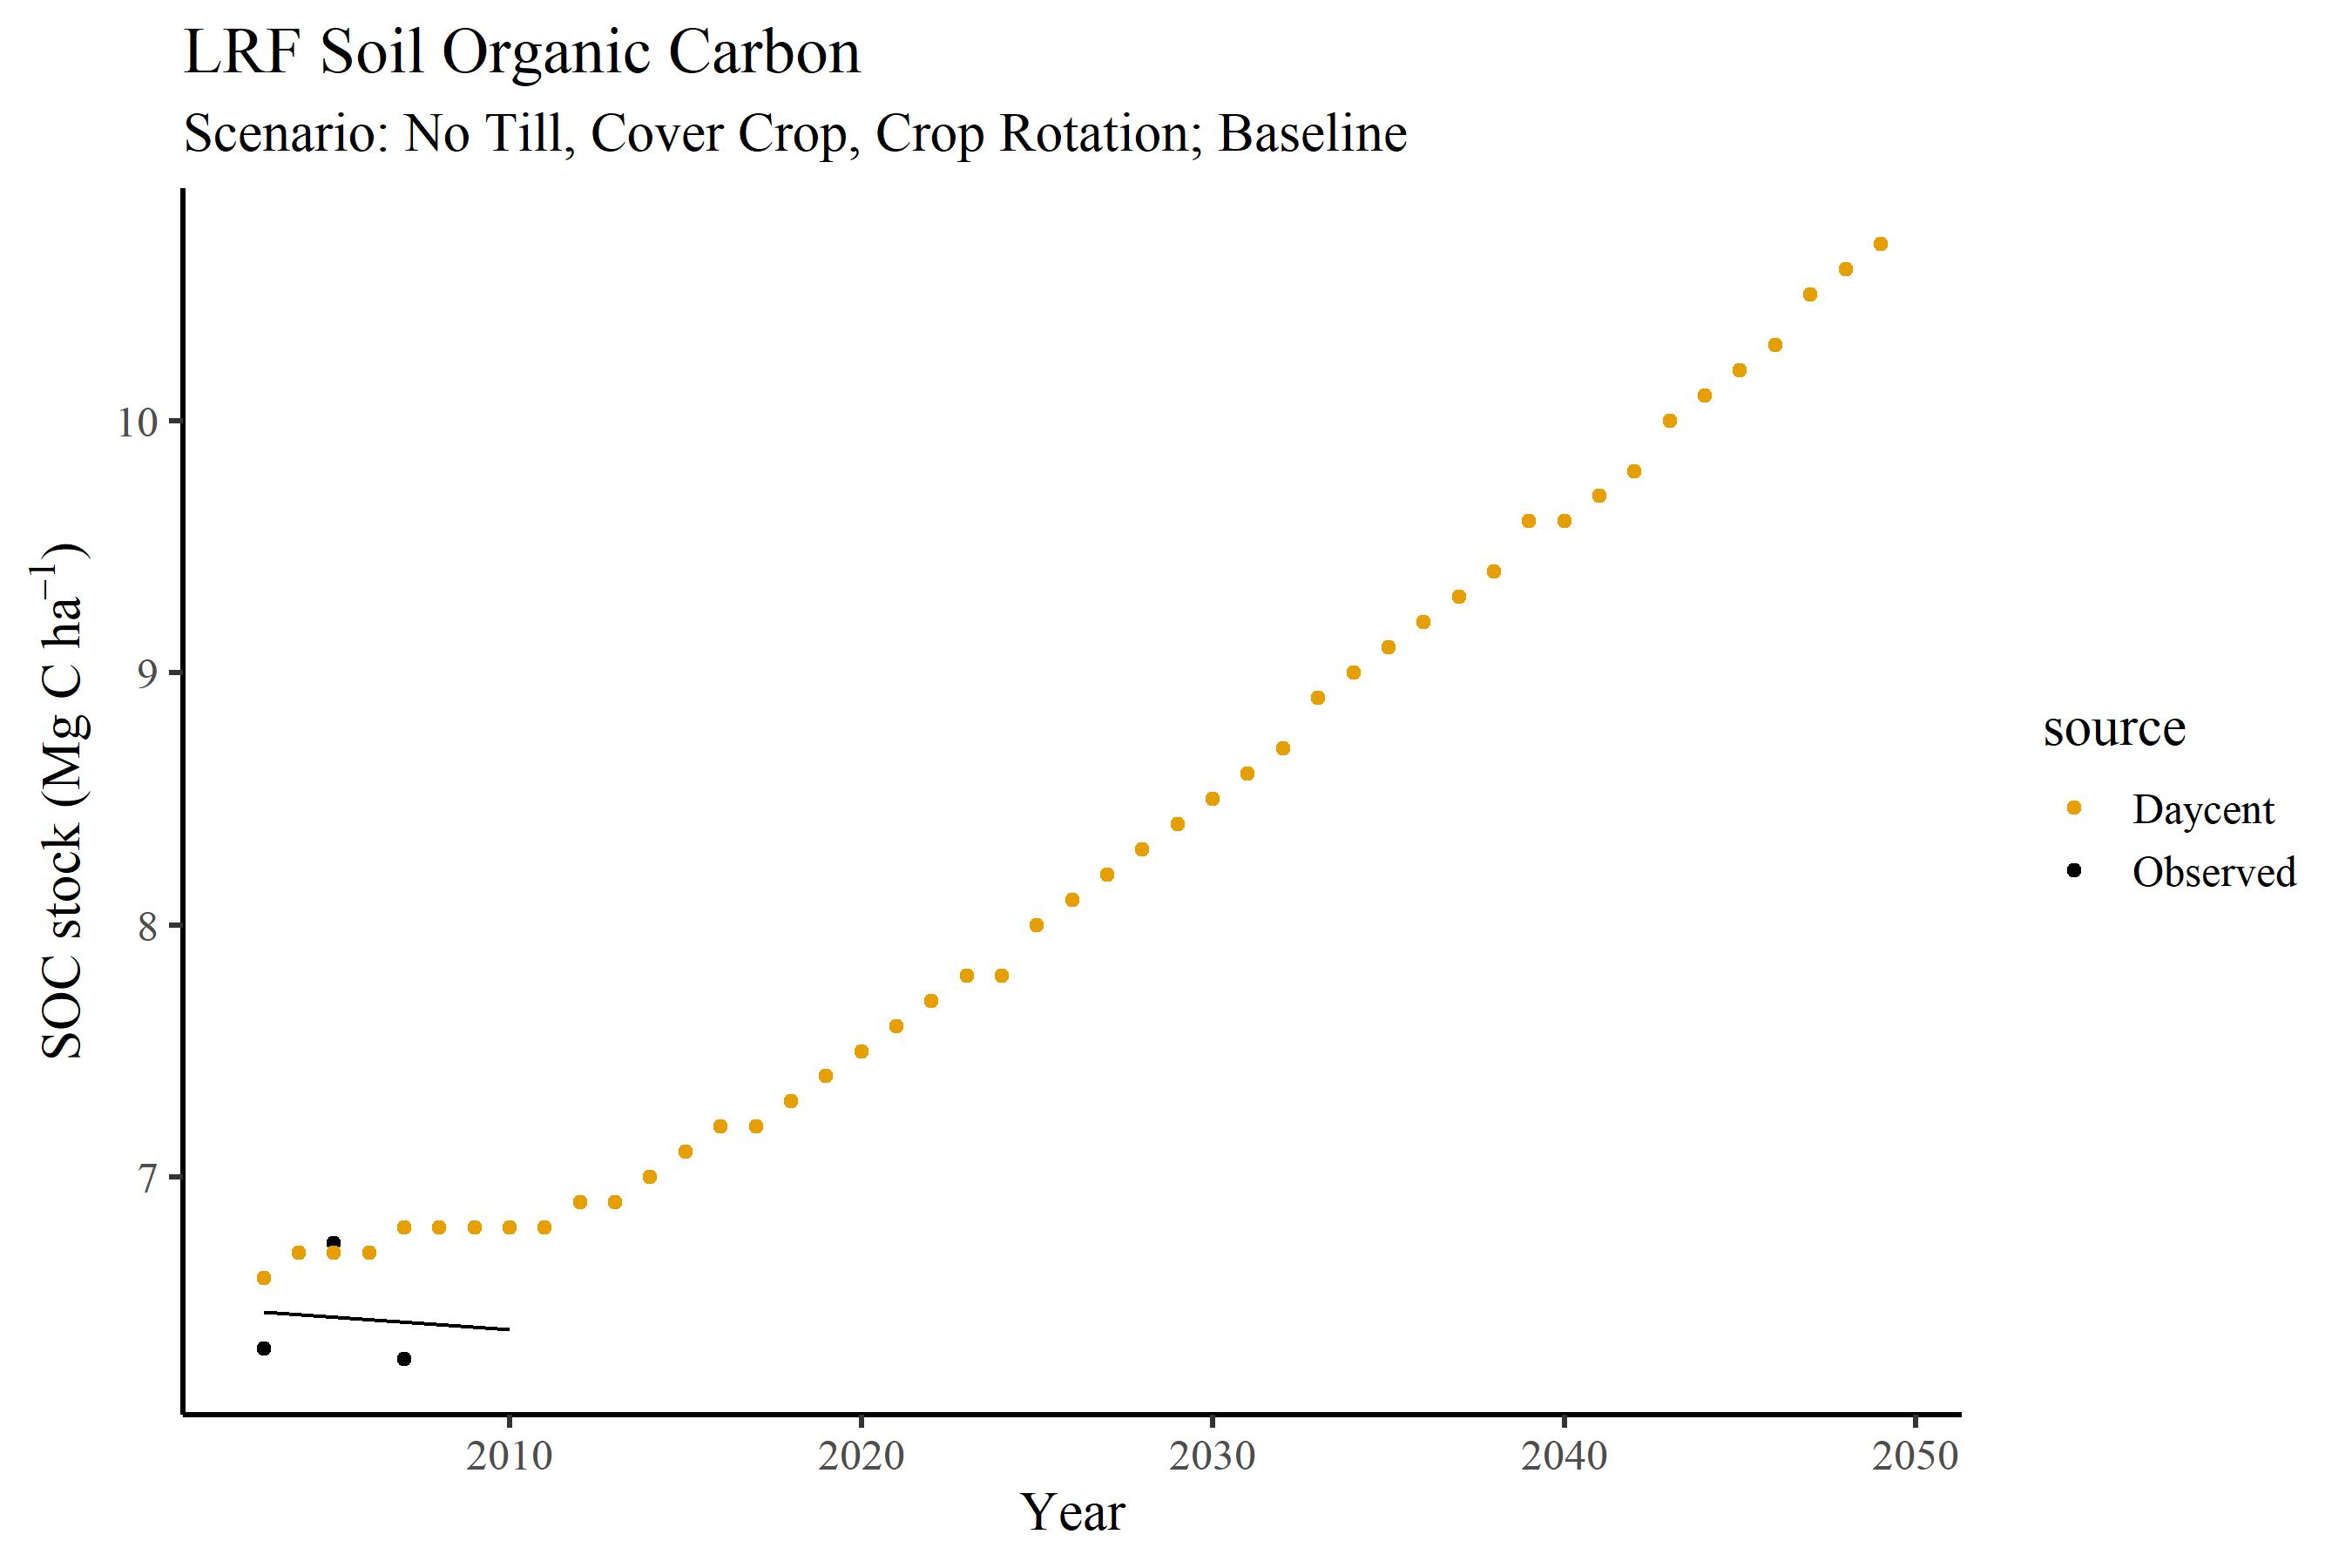 LRF Soil Organic Carbon
Scenario: No Till, Cover Crop, Crop Rotation; Baseline
SOC stock (Mg C ha⁻¹)
10
9
8
7
2010
2020
2030
2040
2050
Year
source
Daycent
Observed